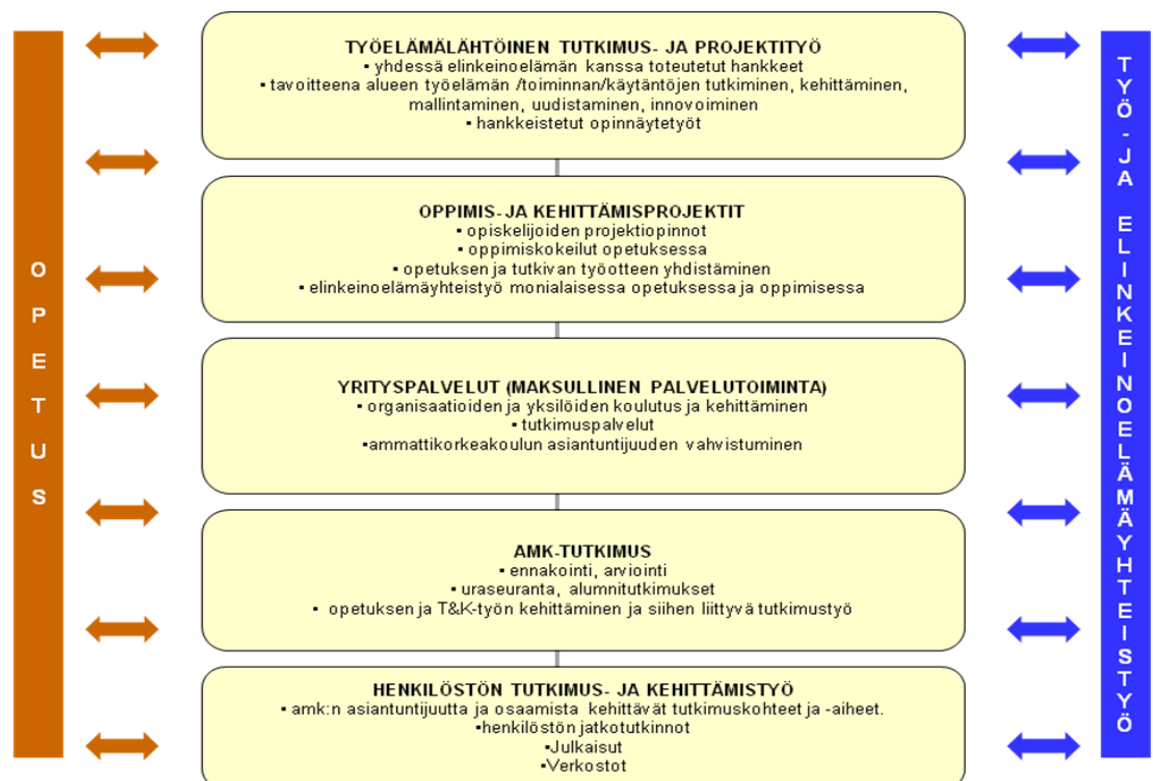 OPETUS
TYÖELÄMÄLÄHTÖINEN TUTKIMUS- JA PROJEKTITYÖ
▪ yhdessä elinkeinoelämän kanssa toteutetut hankkeet
▪ tavoitteena alueen työelämän /toiminnan/käytäntöjen tutkiminen, kehittäminen,
mallintaminen, uudistaminen, innovoiminen
▪ hankkeistetut opinnäytetyöt
OPPIMIS- JA KEHITTÄMISPROJEKTIT
▪ opiskelijoiden projektiopinnot
▪ oppimiskokeilut opetuksessa
▪ opetuksen ja tutkivan työotteen yhdistäminen
▪ elinkeinoelämäyhteistyö monialaisessa opetuksessa ja oppimisessa
YRITYSPALVELUT (MAKSULLINEN PALVELUTOIMINTA)
▪ organisaatioiden ja yksilöiden koulutus ja kehittäminen
▪tutkimuspalvelut
▪ammattikorkeakoulun asiantuntijuuden vahvistuminen
AMK-TUTKIMUS
▪ ennakointi, arviointi
▪ uraseuranta, alumnitutkimukset
▪ opetuksen ja T&K-työn kehittäminen ja siihen liittyvä tutkimustyö
HENKILÖSTÖN TUTKIMUS- JA KEHITTÄMISTYÖ
▪ amk:n asiantuntijuutta ja osaamista kehittävät tutkimuskohteet ja -aiheet.
▪henkilöstön jatkotutkinnot
▪Julkaisut
▪Verkostot
TYÖ- JA ELINKEINOELÄMÄYHTEISTYÖ